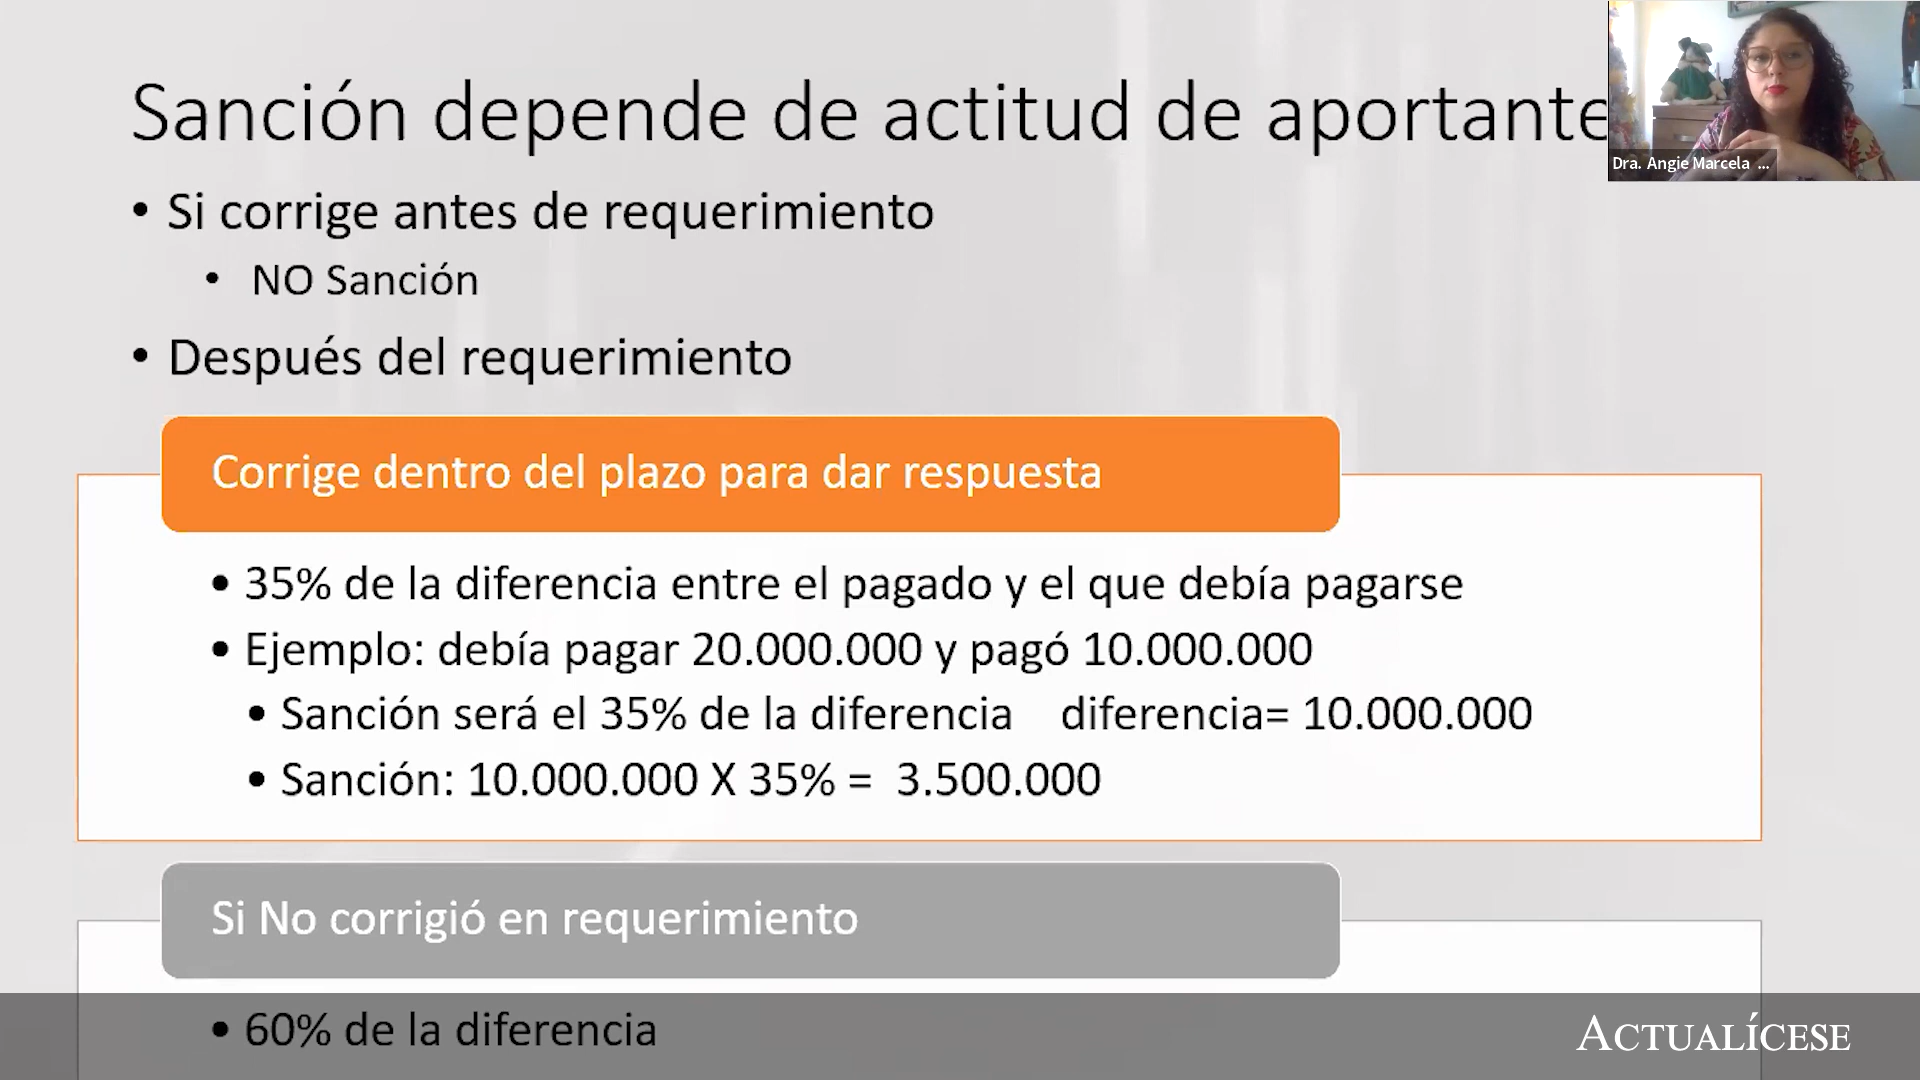 Sanción depende de actitud de aportante
Dra. Angie Marcela ...
• Si corrige antes de requerimiento
• NO Sanción
• Después del requerimiento
Corrige dentro del plazo para dar respuesta
• 35% de la diferencia entre el pagado y el que debía pagarse
• Ejemplo: debía pagar 20.000.000 y pagó 10.000.000
• Sanción será el 35% de la diferencia diferencia= 10.000.000
• Sanción: 10.000.000 X 35% = 3.500.000
Si No corrigió en requerimiento
• 60% de la diferencia
ACTUALÍCESE